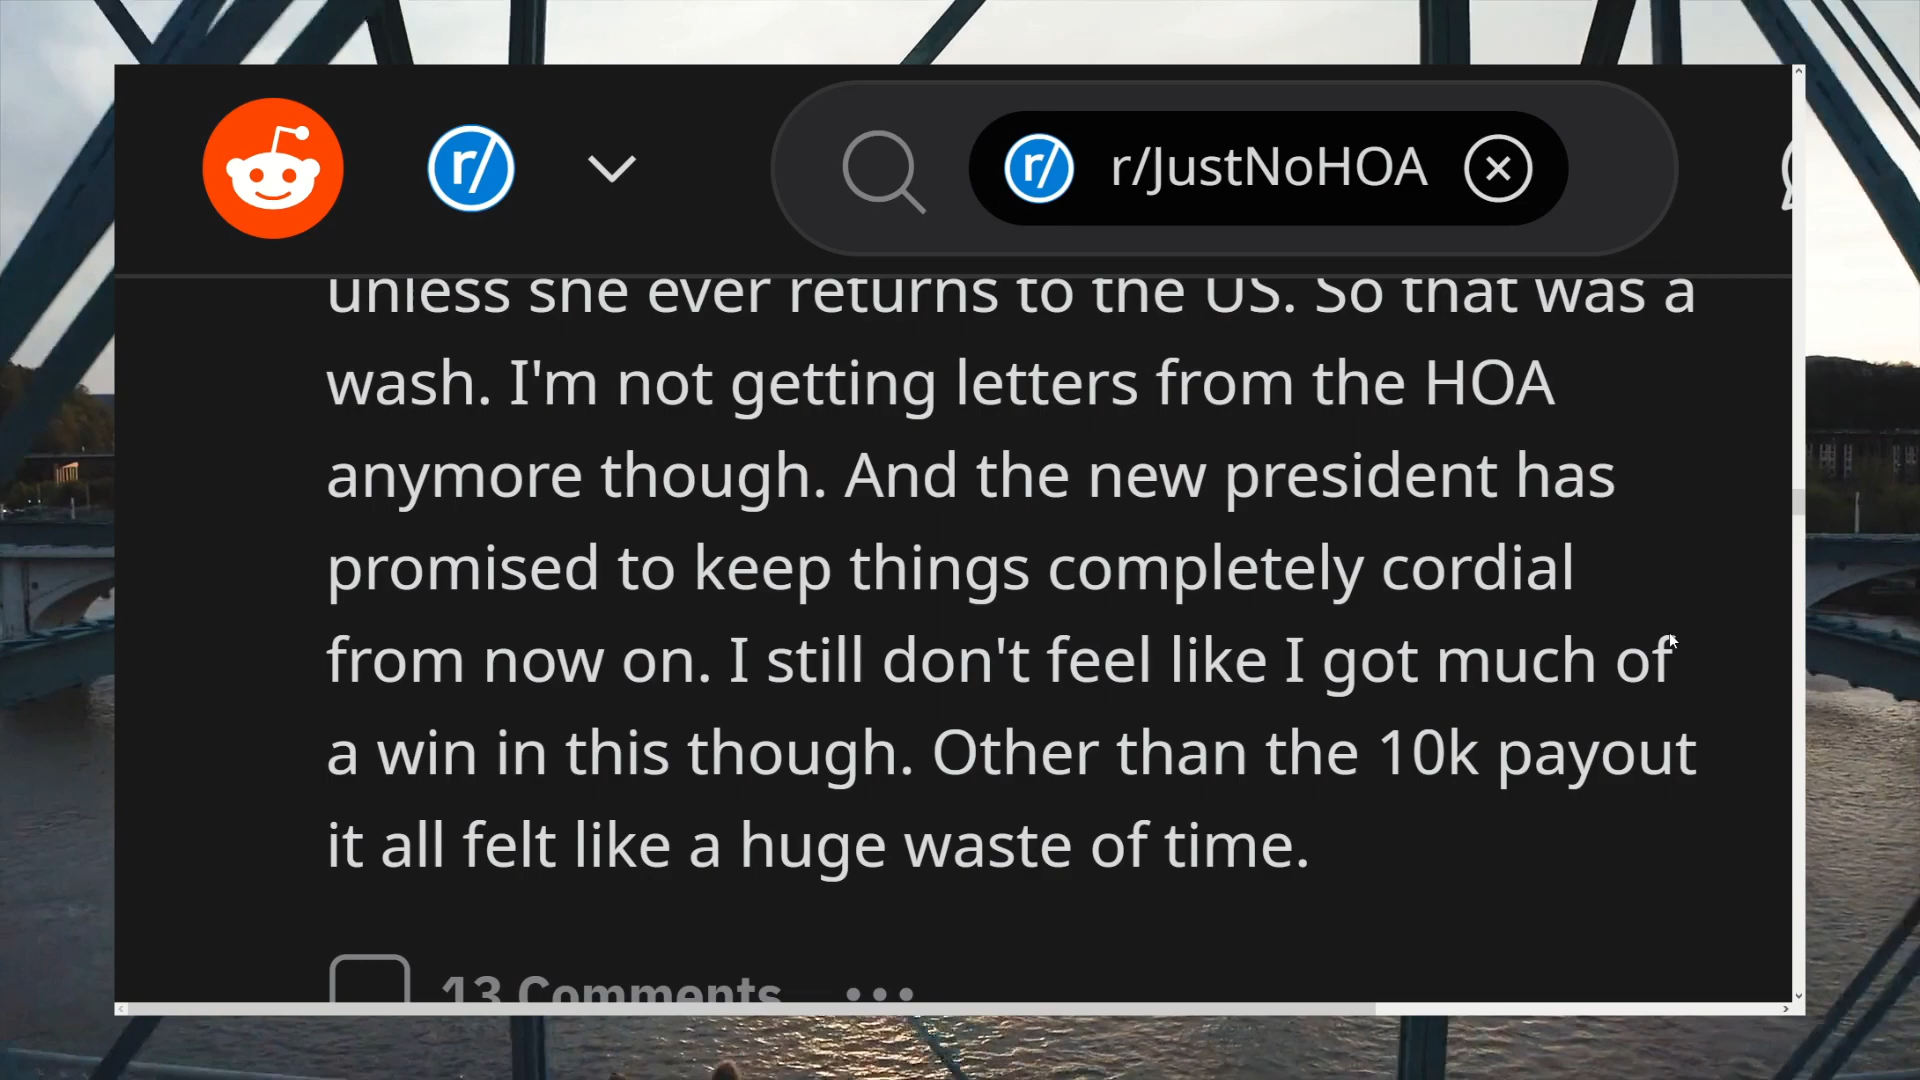 r/
r/ r/JustNoHOA
unless she ever returns to the US. So that was a
wash. I'm not getting letters from the HOA
anymore though. And the new president has
promised to keep things completely cordial
from now on. I still don't feel like I got much of
a win in this though. Other than the 10k payout
it all felt like a huge waste of time.
13 Comments